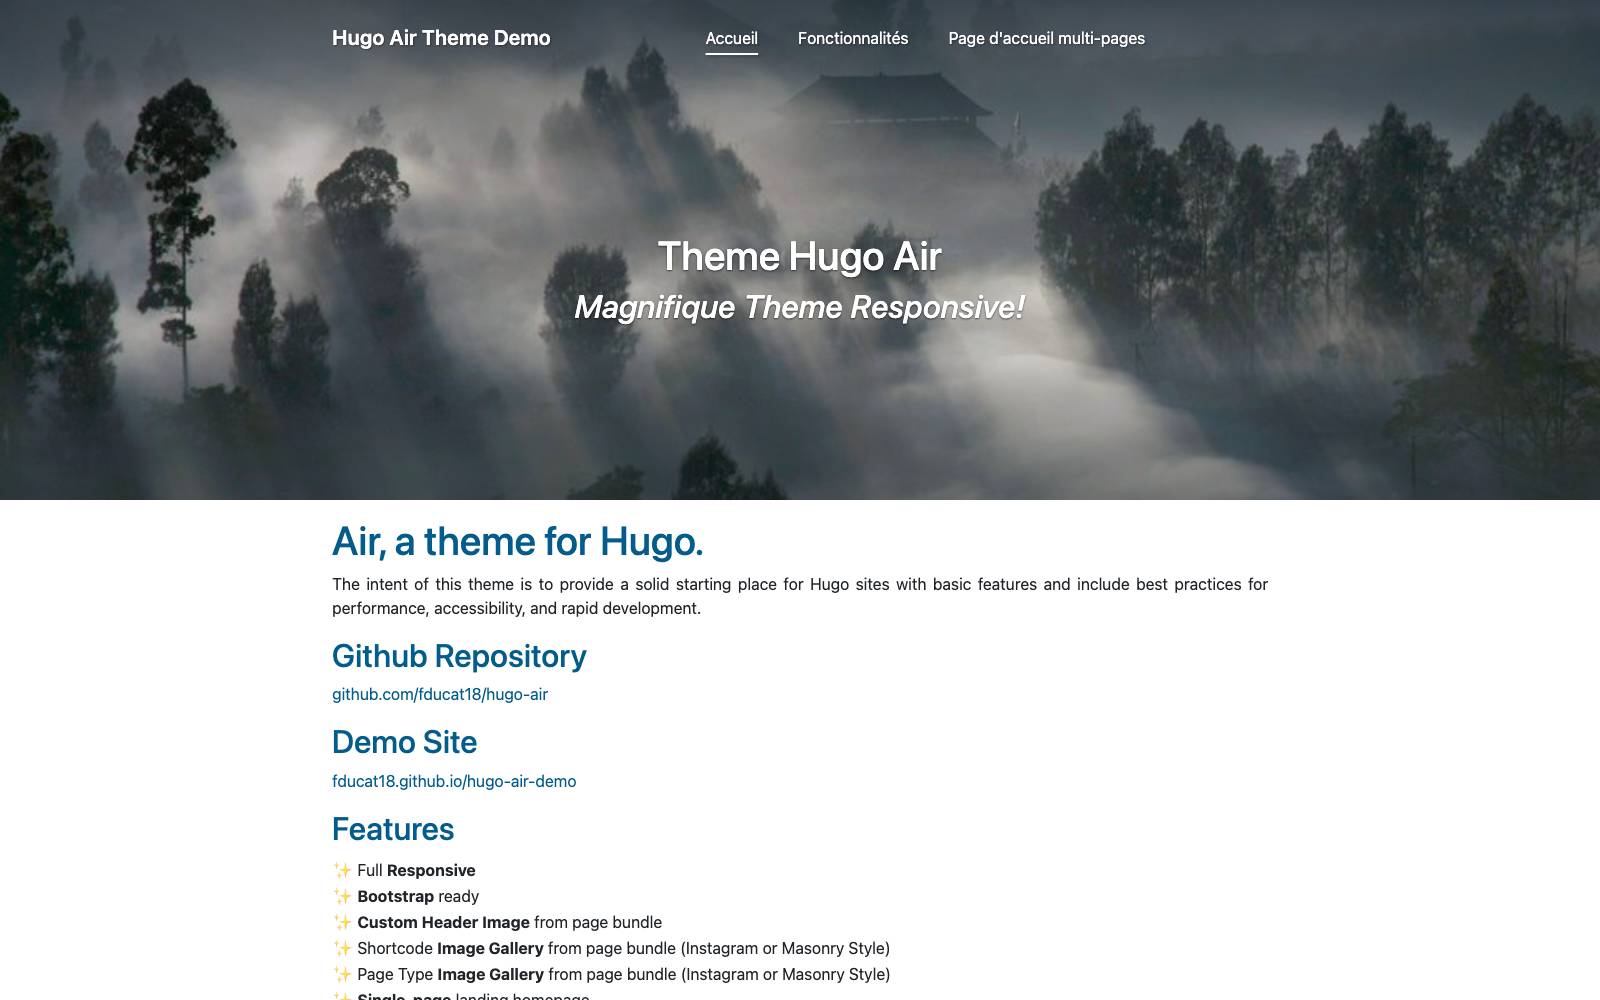 Hugo Air Theme Demo
Accueil
Fonctionnalités
Page d'accueil multi-pages
Theme Hugo Air
Magnifique Theme Responsive!
Air, a theme for Hugo.
The intent of this theme is to provide a solid starting place for Hugo sites with basic features and include best practices for
performance, accessibility, and rapid development.
Github Repository
github.com/fducat18/hugo-air
Demo Site
fducat18.github.io/hugo-air-demo
Features
✨ Full Responsive
✨ Bootstrap ready
✨ Custom Header Image from page bundle
✨ Shortcode Image Gallery from page bundle (Instagram or Masonry Style)
✨ Page Type Image Gallery from page bundle (Instagram or Masonry Style)
✨ Single-page landing homepage